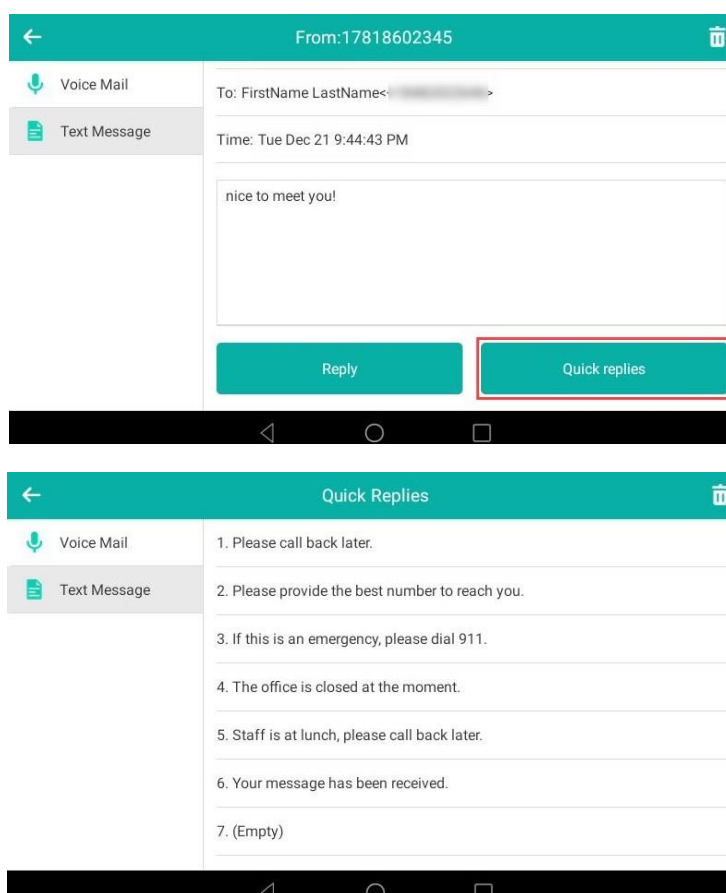 From:17818602345
Voice Mail
To: FirstName LastName< >
Text Message
Time: Tue Dec 21 9:44:43 PM
nice to meet you!
Reply
Quick replies
Quick Replies
Voice Mail
1. Please call back later.
Text Message
2. Please provide the best number to reach you.
3. If this is an emergency, please dial 911.
4. The office is closed at the moment.
5. Staff is at lunch, please call back later.
6. Your message has been received.
7. (Empty)